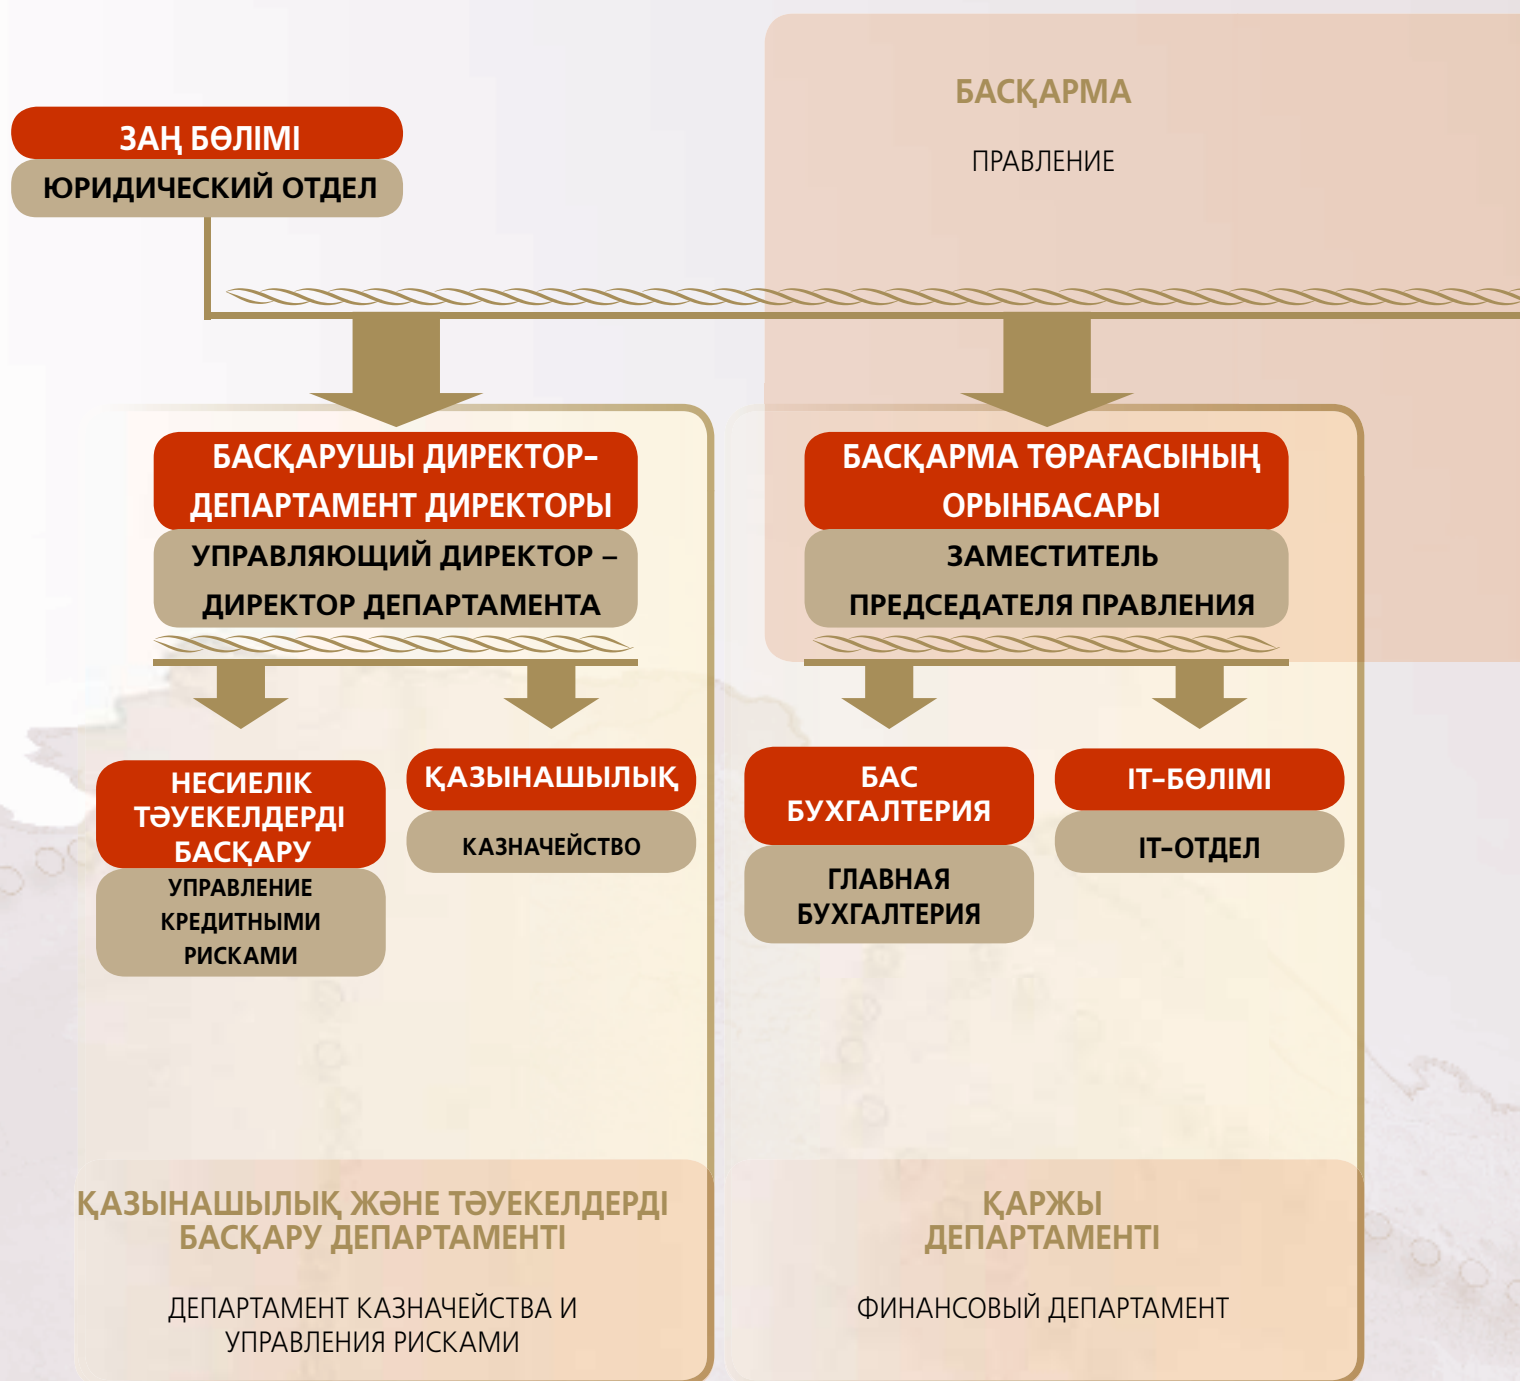 БАСҚАРМА
ПРАВЛЕНИЕ
ЗАҢ БӨЛІМІ
ЮРИДИЧЕСКИЙ ОТДЕЛ
БАСҚАРУШЫ ДИРЕКТОР–
ДЕПАРТАМЕНТ ДИРЕКТОРЫ
УПРАВЛЯЮЩИЙ ДИРЕКТОР –
ДИРЕКТОР ДЕПАРТАМЕНТА
БАСҚАРМА ТӨРАҒАСЫНЫҢ
ОРЫНБАСАРЫ
ЗАМЕСТИТЕЛЬ
ПРЕДСЕДАТЕЛЯ ПРАВЛЕНИЯ
НЕСИЕЛІК
ТӘУЕКЕЛДЕРДІ
БАСҚАРУ
УПРАВЛЕНИЕ
КРЕДИТНЫМИ
РИСКАМИ
ҚАЗЫНАШЫЛЫҚ
КАЗНАЧЕЙСТВО
БАС
БУХГАЛТЕРИЯ
ГЛАВНАЯ
БУХГАЛТЕРИЯ
IT–БӨЛІМІ
IT–ОТДЕЛ
ҚАЗЫНАШЫЛЫҚ ЖӘНЕ ТӘУЕКЕЛДЕРДІ
БАСҚАРУ ДЕПАРТАМЕНТІ
ДЕПАРТАМЕНТ КАЗНАЧЕЙСТВА И
УПРАВЛЕНИЯ РИСКАМИ
ҚАРЖЫ
ДЕПАРТАМЕНТІ
ФИНАНСОВЫЙ ДЕПАРТАМЕНТ